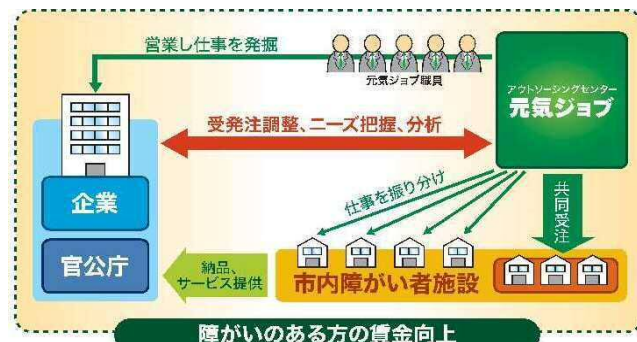 営業し仕事を発掘
元気ジョブ職員
アウトソーシングセンター
元気ジョブ
受発注調整、ニーズ把握、分析
企業
官公庁
仕事を振り分け
共同受注
納品、
サービス提供
市内障がい者施設
障がいのある方の賃金向上